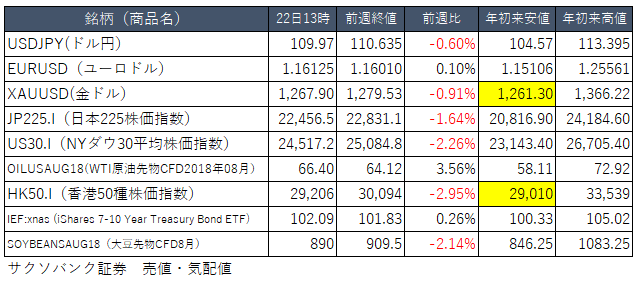 銘柄（商品名） 22日13時 前週終値 前週比 年初来安値 年初来高値
USDJPY(ドル円) 109.97 110.635 -0.60% 104.57 113.395
EURUSD（ユーロドル） 1.16125 1.16010 0.10% 1.15106 1.25561
XAUUSD(金ドル) 1,267.90 1,279.53 -0.91% 1,261.30 1,366.22
JP225.I（日本225株価指数） 22,456.5 22,831.1 -1.64% 20,816.90 24,184.60
US30.I（NYダウ30平均株価指数） 24,517.2 25,084.8 -2.26% 23,143.40 26,705.40
OILUSAUG18(WTI原油先物CFD2018年08月） 66.40 64.12 3.56% 58.11 72.92
HK50.I（香港50種株価指数） 29,206 30,094 -2.95% 29,010 33,539
IEF:xnas (iShares 7-10 Year Treasury Bond ETF) 102.09 101.83 0.26% 100.33 105.02
SOYBEANSAUG18（大豆先物CFD8月） 890 909.5 -2.14% 846.25 1083.25
サクソバンク証券　売値・気配値